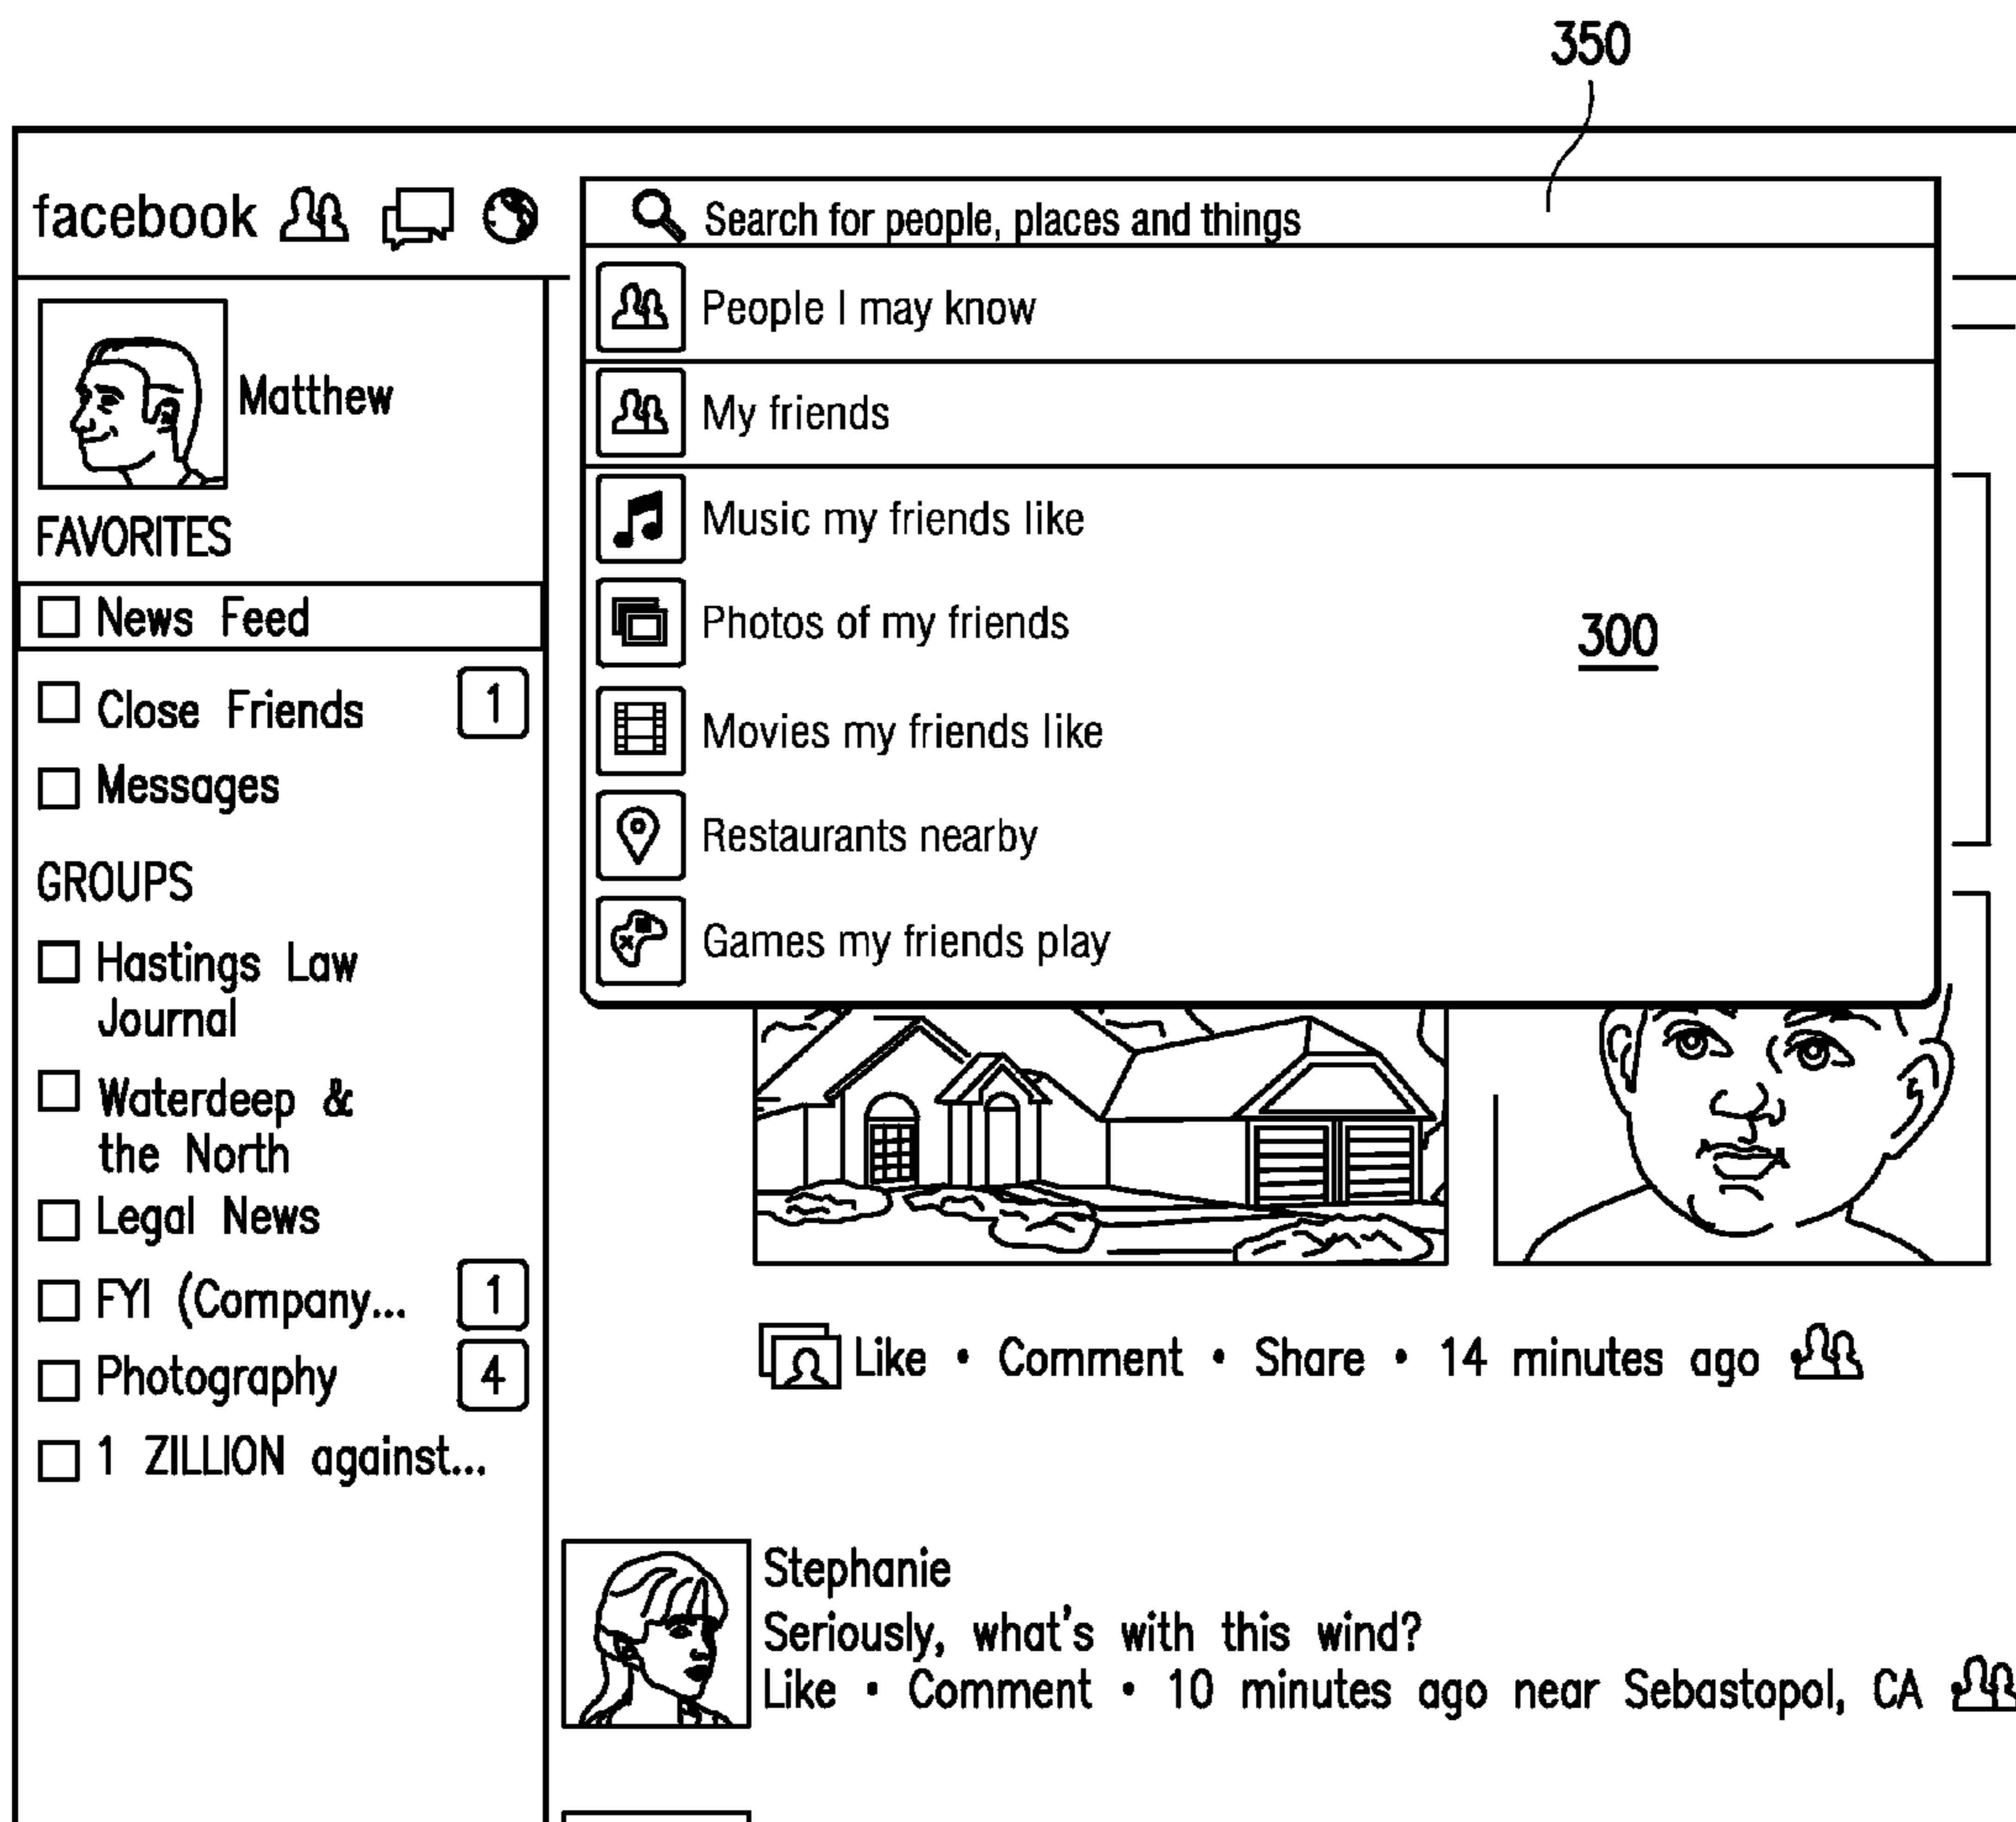 350
facebook
Search for people, places and things
People I may know
My friends
Music my friends like
Photos of my friends
Movies my friends like
Restaurants nearby
Games my friends play
300
Matthew
FAVORITES
News Feed
Close Friends 1
Messages
GROUPS
Hastings Law
Journal
Waterdeep &
the North
Legal News
FYI (Company... 1
Photography 4
1 ZILLION against...
Like • Comment • Share • 14 minutes ago
Stephanie
Seriously, what's with this wind?
Like • Comment • 10 minutes ago near Sebastopol, CA